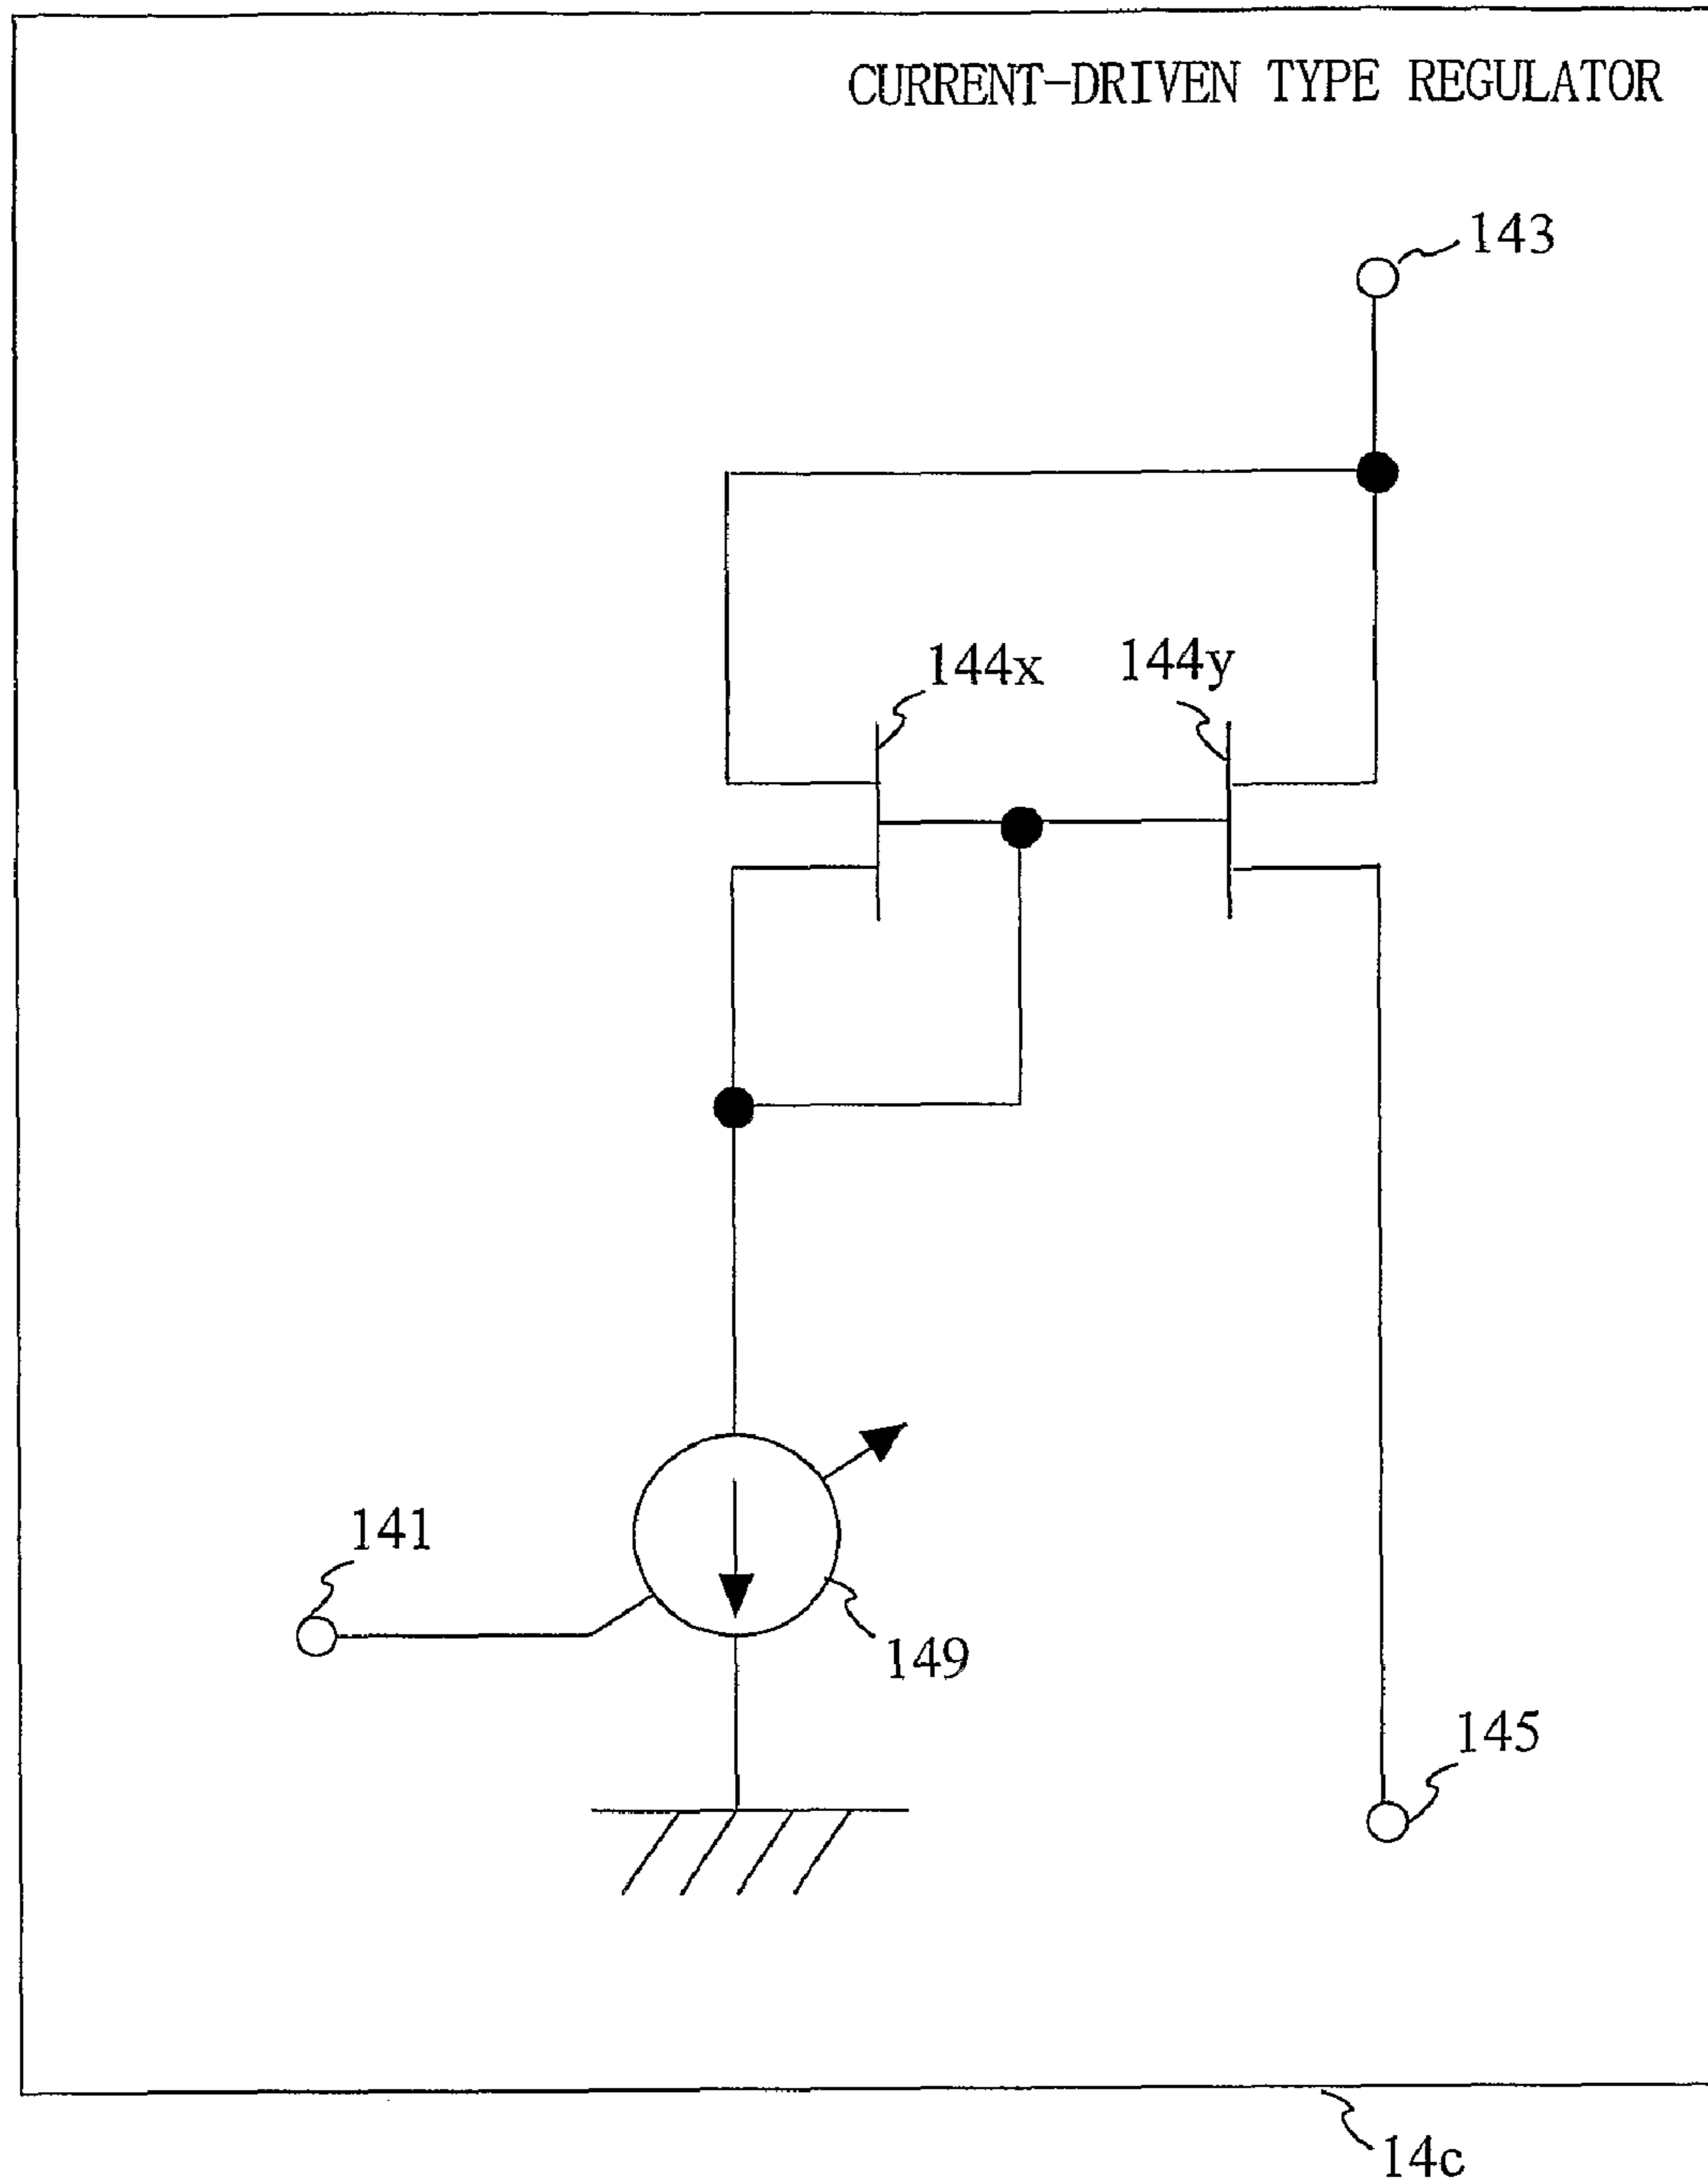 CURRENT-DRIVEN TYPE REGULATOR
143
144x
144y
141
149
145
14c